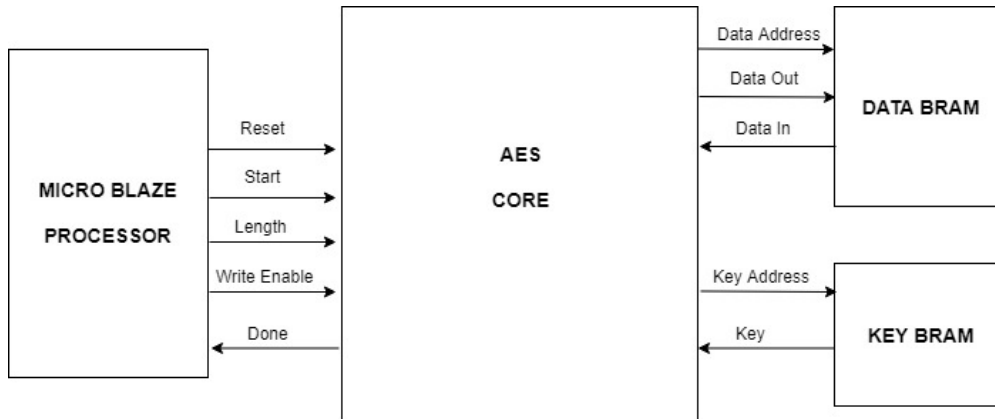 MICRO BLAZE
PROCESSOR
Reset
Start
Length
Write Enable
Done
AES
CORE
Data Address
Data Out
Data In
DATA BRAM
Key Address
Key
KEY BRAM